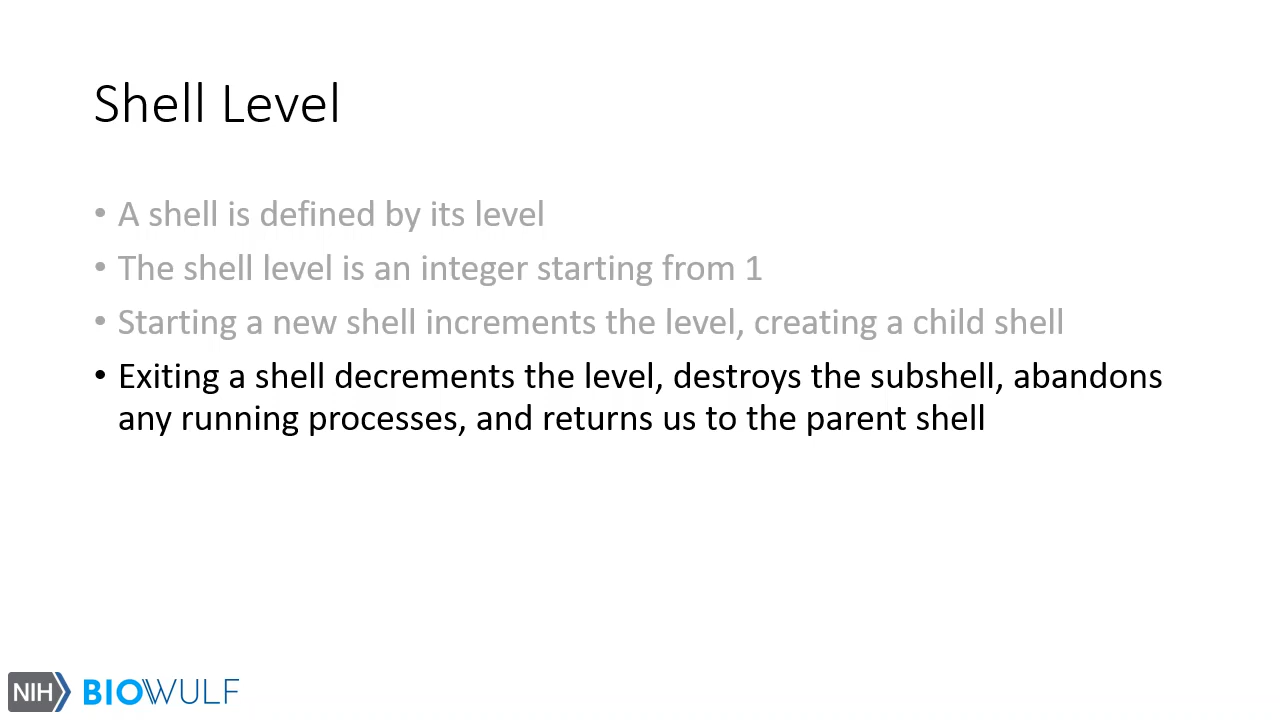 Shell Level
• A shell is defined by its level
• The shell level is an integer starting from 1
• Starting a new shell increments the level, creating a child shell
• Exiting a shell decrements the level, destroys the subshell, abandons
any running processes, and returns us to the parent shell
NIH BIOWULF